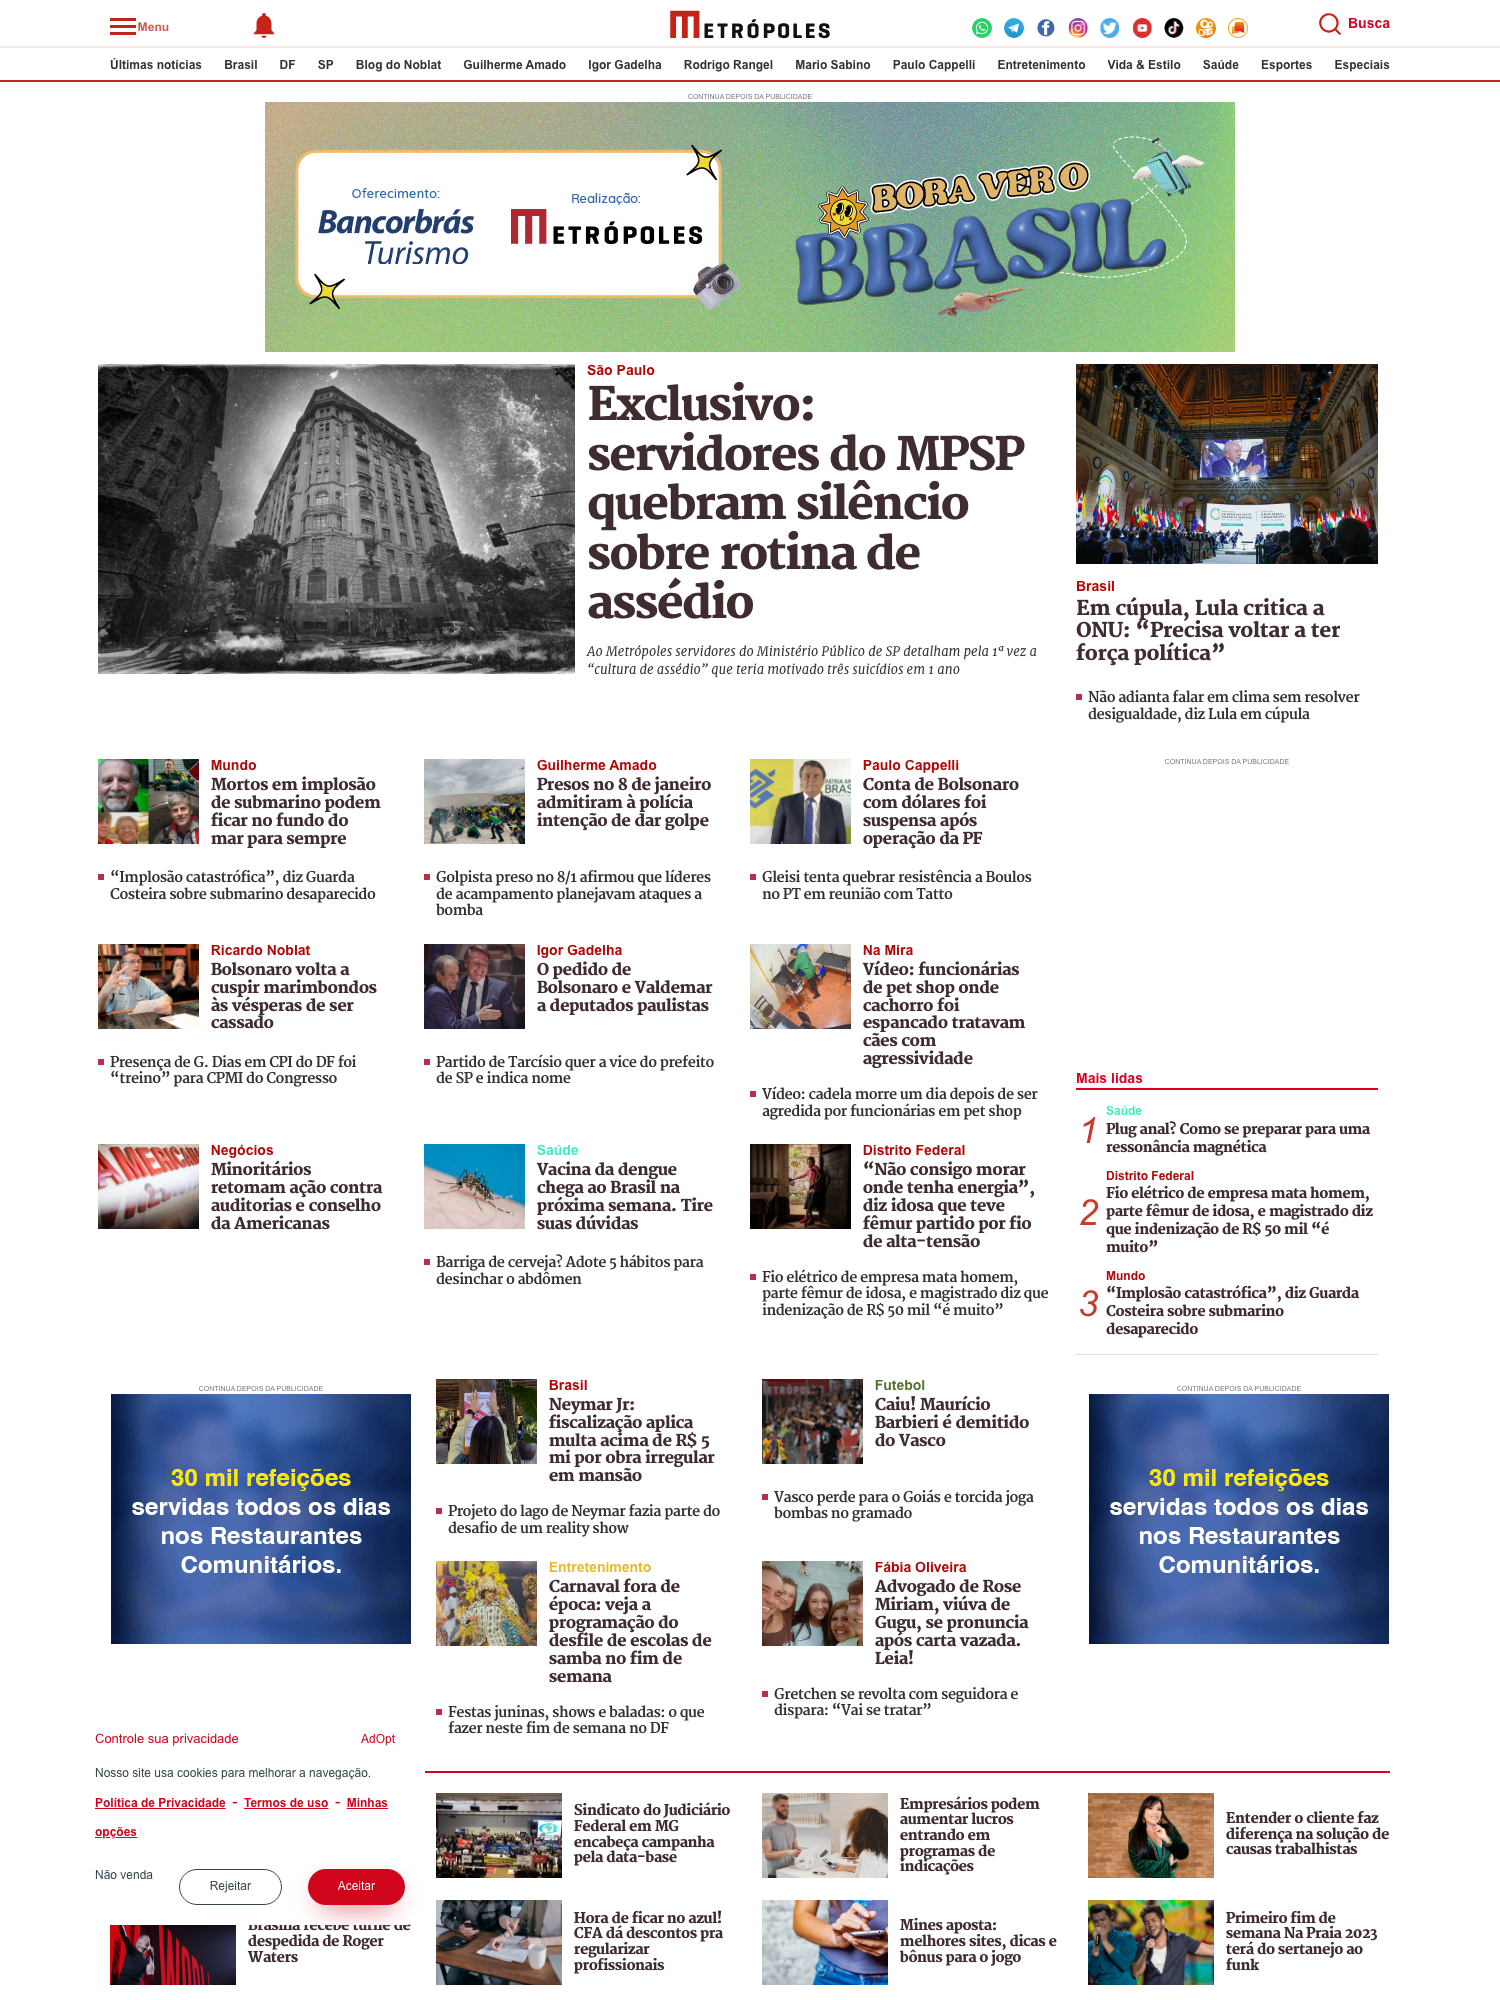 Menu
METRÓPOLES
Busca
Últimas notícias Brasil DF SP Blog do Noblat Guilherme Amado Igor Gadelha Rodrigo Rangel Mario Sabino Paulo Cappelli Entretenimento Vida & Estilo Saúde Esportes Especiais
CONTINUA DEPOIS DA PUBLICIDADE
Oferecimento:
Bancorbrás
Turismo
Realização:
METRÓPOLES
BORA VER O
BRASIL
São Paulo
Exclusivo:
servidores do MPSP
quebram silêncio
sobre rotina de
assédio
Ao Metrópoles servidores do Ministério Público de SP detalham pela 1ª vez a
“cultura de assédio” que teria motivado três suicídios em 1 ano
Brasil
Em cúpula, Lula critica a
ONU: “Precisa voltar a ter
força política”
Não adianta falar em clima sem resolver
desigualdade, diz Lula em cúpula
Mundo
Mortos em implosão
de submarino podem
ficar no fundo do
mar para sempre
“Implosão catastrófica”, diz Guarda
Costeira sobre submarino desaparecido
Guilherme Amado
Presos no 8 de janeiro
admitiram à polícia
intenção de dar golpe
Golpista preso no 8/1 afirmou que líderes
de acampamento planejavam ataques a
bomba
Paulo Cappelli
Conta de Bolsonaro
com dólares foi
suspensa após
operação da PF
Gleisi tenta quebrar resistência a Boulos
no PT em reunião com Tatto
CONTINUA DEPOIS DA PUBLICIDADE
Ricardo Noblat
Bolsonaro volta a
cuspir marimbondos
às vésperas de ser
cassado
Presença de G. Dias em CPI do DF foi
“treino” para CPMI do Congresso
Igor Gadelha
O pedido de
Bolsonaro e Valdemar
a deputados paulistas
Partido de Tarcísio quer a vice do prefeito
de SP e indica nome
Na Mira
Vídeo: funcionárias
de pet shop onde
cachorro foi
espancado tratavam
cães com
agressividade
Vídeo: cadela morre um dia depois de ser
agredida por funcionárias em pet shop
Negócios
Minoritários
retomam ação contra
auditorias e conselho
da Americanas
Saúde
Vacina da dengue
chega ao Brasil na
próxima semana. Tire
suas dúvidas
Barriga de cerveja? Adote 5 hábitos para
desinchar o abdômen
Distrito Federal
“Não consigo morar
onde tenha energia”,
diz idosa que teve
fêmur partido por fio
de alta-tensão
Fio elétrico de empresa mata homem,
parte fêmur de idosa, e magistrado diz que
indenização de R$ 50 mil “é muito”
Mais lidas
1
Saúde
Plug anal? Como se preparar para uma
ressonância magnética
2
Distrito Federal
Fio elétrico de empresa mata homem,
parte fêmur de idosa, e magistrado diz
que indenização de R$ 50 mil “é
muito”
3
Mundo
“Implosão catastrófica”, diz Guarda
Costeira sobre submarino
desaparecido
CONTINUA DEPOIS DA PUBLICIDADE
30 mil refeições
servidas todos os dias
nos Restaurantes
Comunitários.
Brasil
Neymar Jr:
fiscalização aplica
multa acima de R$ 5
mi por obra irregular
em mansão
Projeto do lago de Neymar fazia parte do
desafio de um reality show
Futebol
Caiu! Maurício
Barbieri é demitido
do Vasco
Vasco perde para o Goiás e torcida joga
bombas no gramado
CONTINUA DEPOIS DA PUBLICIDADE
30 mil refeições
servidas todos os dias
nos Restaurantes
Comunitários.
Entretenimento
Carnaval fora de
época: veja a
programação do
desfile de escolas de
samba no fim de
semana
Festas juninas, shows e baladas: o que
fazer neste fim de semana no DF
Fábia Oliveira
Advogado de Rose
Miriam, viúva de
Gugu, se pronuncia
após carta vazada.
Leia!
Gretchen se revolta com seguidora e
dispara: “Vai se tratar”
Controle sua privacidade AdOpt
Nosso site usa cookies para melhorar a navegação.
Política de Privacidade - Termos de uso - Minhas
opções
Não venda
Rejeitar
Aceitar
Sindicato do Judiciário
Federal em MG
encabeça campanha
pela data-base
Empresários podem
aumentar lucros
entrando em
programas de
indicações
Entender o cliente faz
diferença na solução de
causas trabalhistas
Brasília recebe turnê de
despedida de Roger
Waters
Hora de ficar no azul!
CFA dá descontos pra
regularizar
profissionais
Mines aposta:
melhores sites, dicas e
bônus para o jogo
Primeiro fim de
semana Na Praia 2023
terá do sertanejo ao
funk